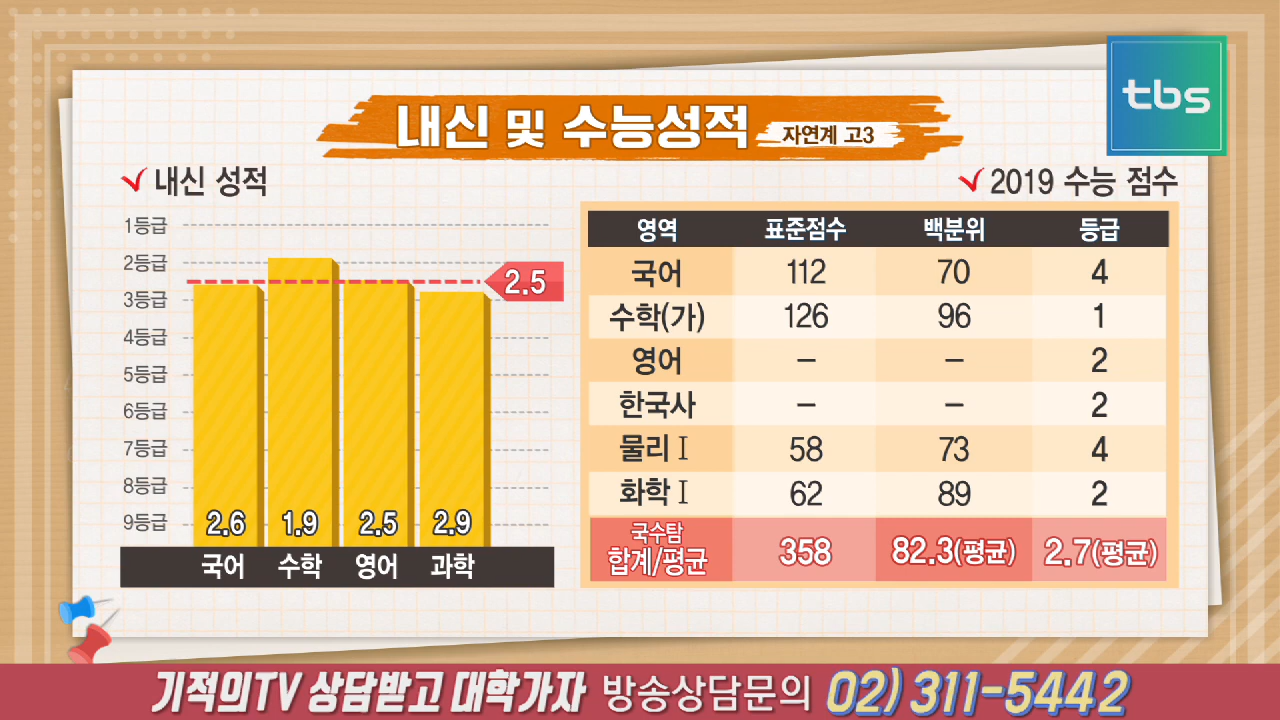 tbs
내신 및 수능성적 자연계 고3
내신 성적
1등급
2등급
3등급
4등급
5등급
6등급
7등급
8등급
9등급
2.5
2.6 1.9 2.5 2.9
국어 수학 영어 과학
2019 수능 점수
영역 표준점수 백분위 등급
국어 112 70 4
수학(가) 126 96 1
영어 – – 2
한국사 – – 2
물리Ⅰ 58 73 4
화학Ⅰ 62 89 2
국수탐
합계/평균 358 82.3(평균) 2.7(평균)
기적의TV 상담받고 대학가자 방송상담문의 02) 311-5442